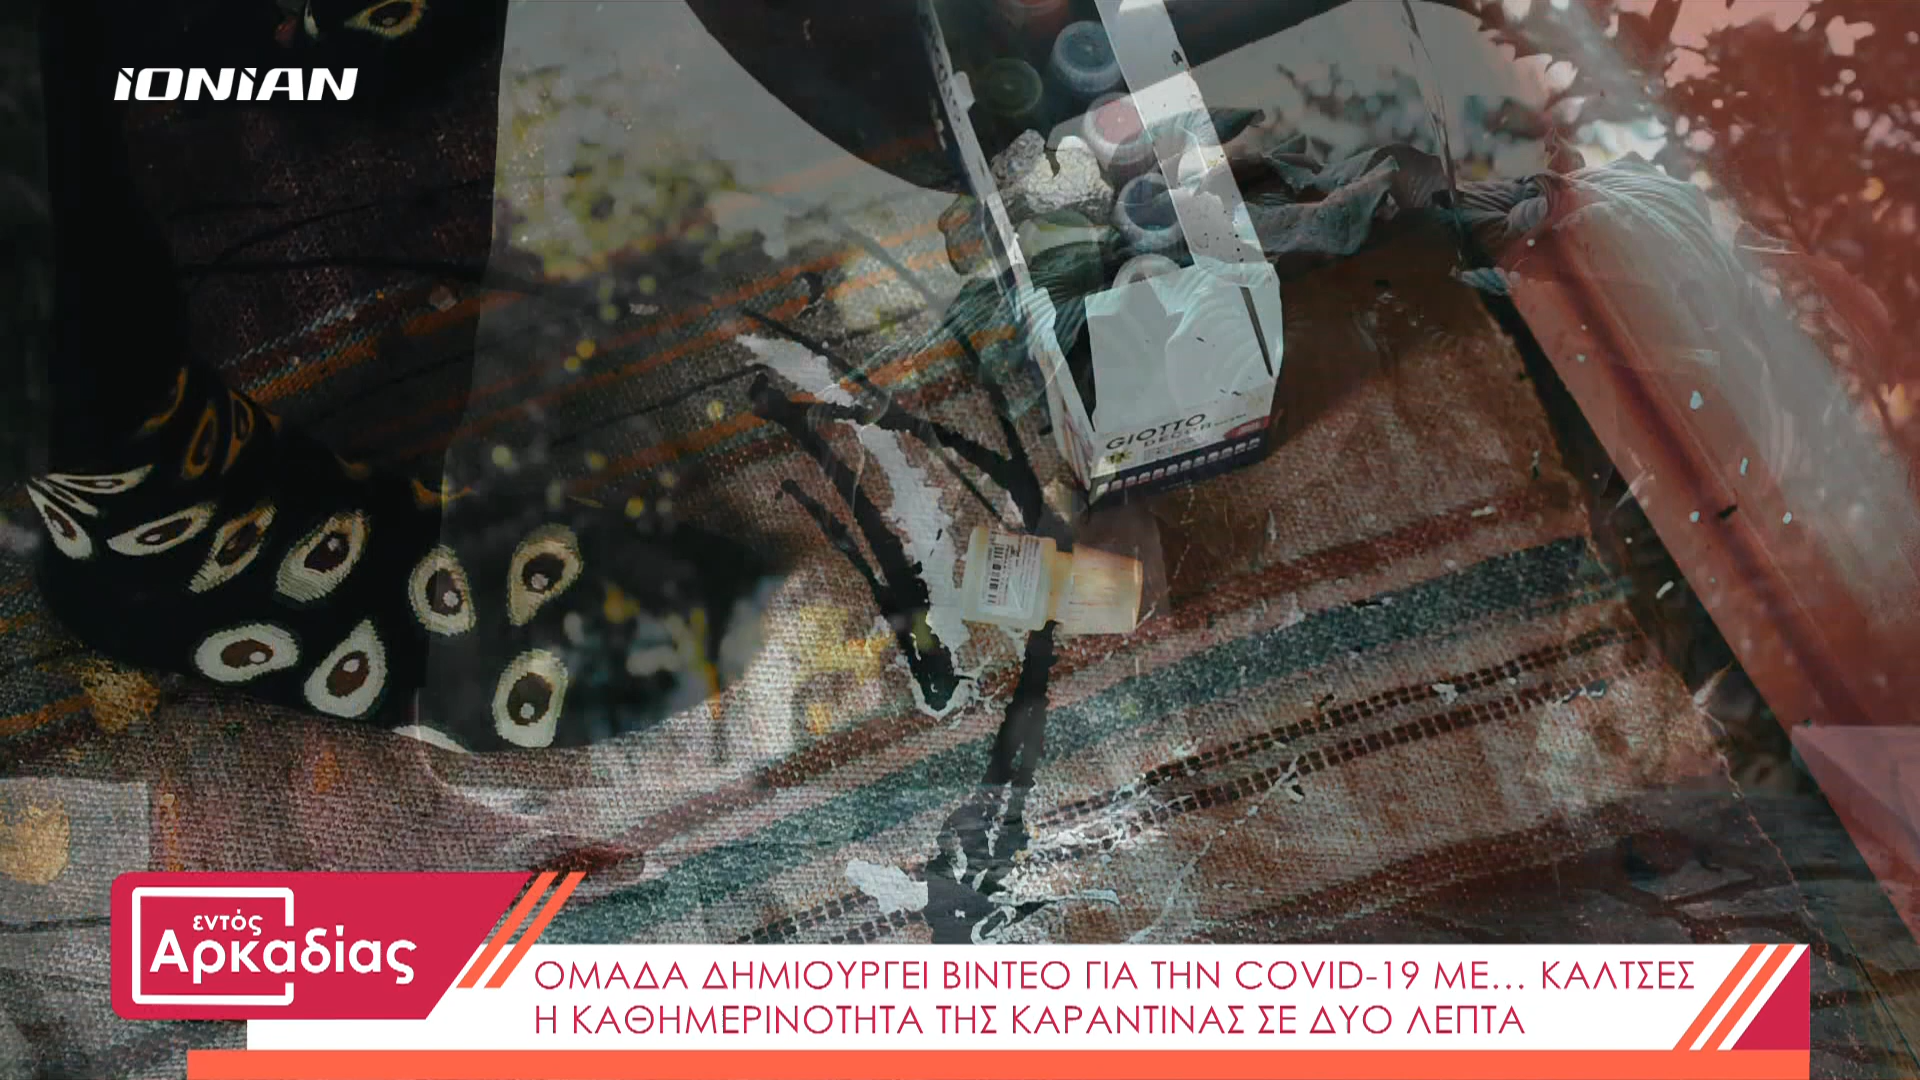 IONIAN
GIOTTO
DECOR
εντός
Αρκαδίας
ΟΜΑΔΑ ΔΗΜΙΟΥΡΓΕΙ ΒΙΝΤΕΟ ΓΙΑ ΤΗΝ COVID-19 ΜΕ... ΚΑΛΤΣΕΣ
Η ΚΑΘΗΜΕΡΙΝΟΤΗΤΑ ΤΗΣ ΚΑΡΑΝΤΙΝΑΣ ΣΕ ΔΥΟ ΛΕΠΤΑ